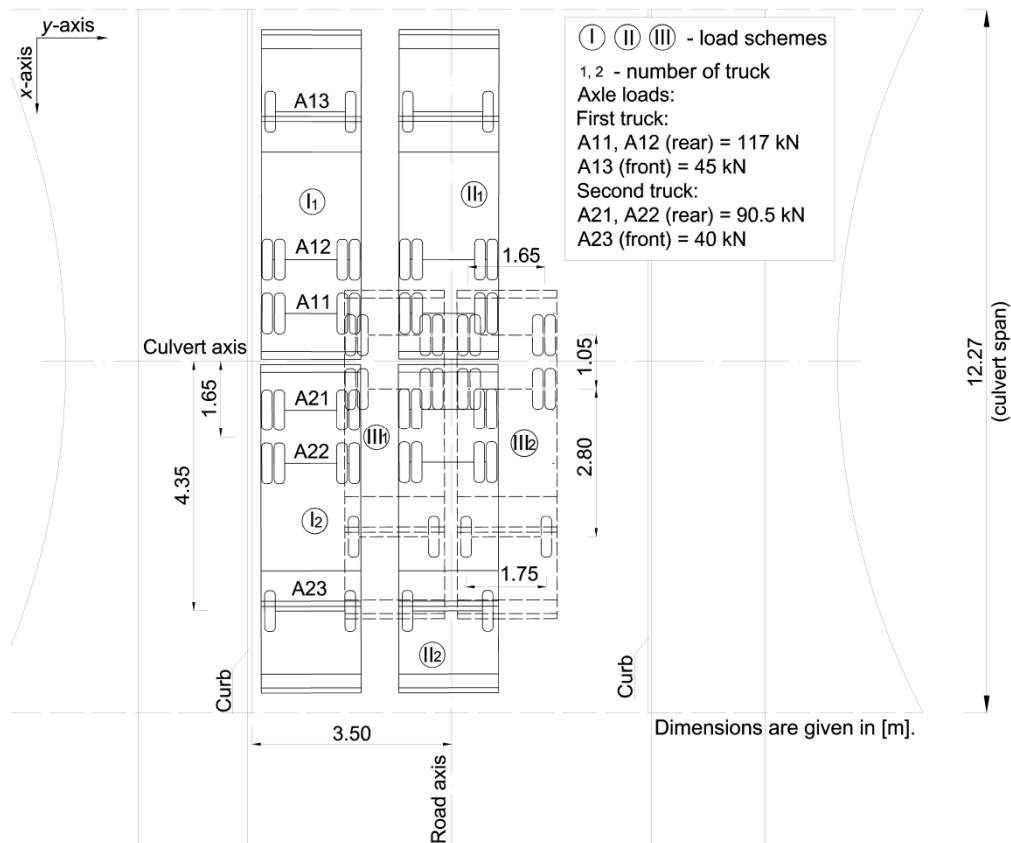 y-axis
x-axis
Ⓘ Ⓘ Ⓘ - load schemes
1, 2 - number of truck
Axle loads:
First truck:
A11, A12 (rear) = 117 kN
A13 (front) = 45 kN
Second truck:
A21, A22 (rear) = 90.5 kN
A23 (front) = 40 kN
A13
I1
II1
A12
1.65
A11
Culvert axis
1.05
12.27
(culvert span)
1.65
A21
III1
III2
A22
2.80
4.35
I2
1.75
A23
II2
Curb
Curb
3.50
Dimensions are given in [m].
Road axis